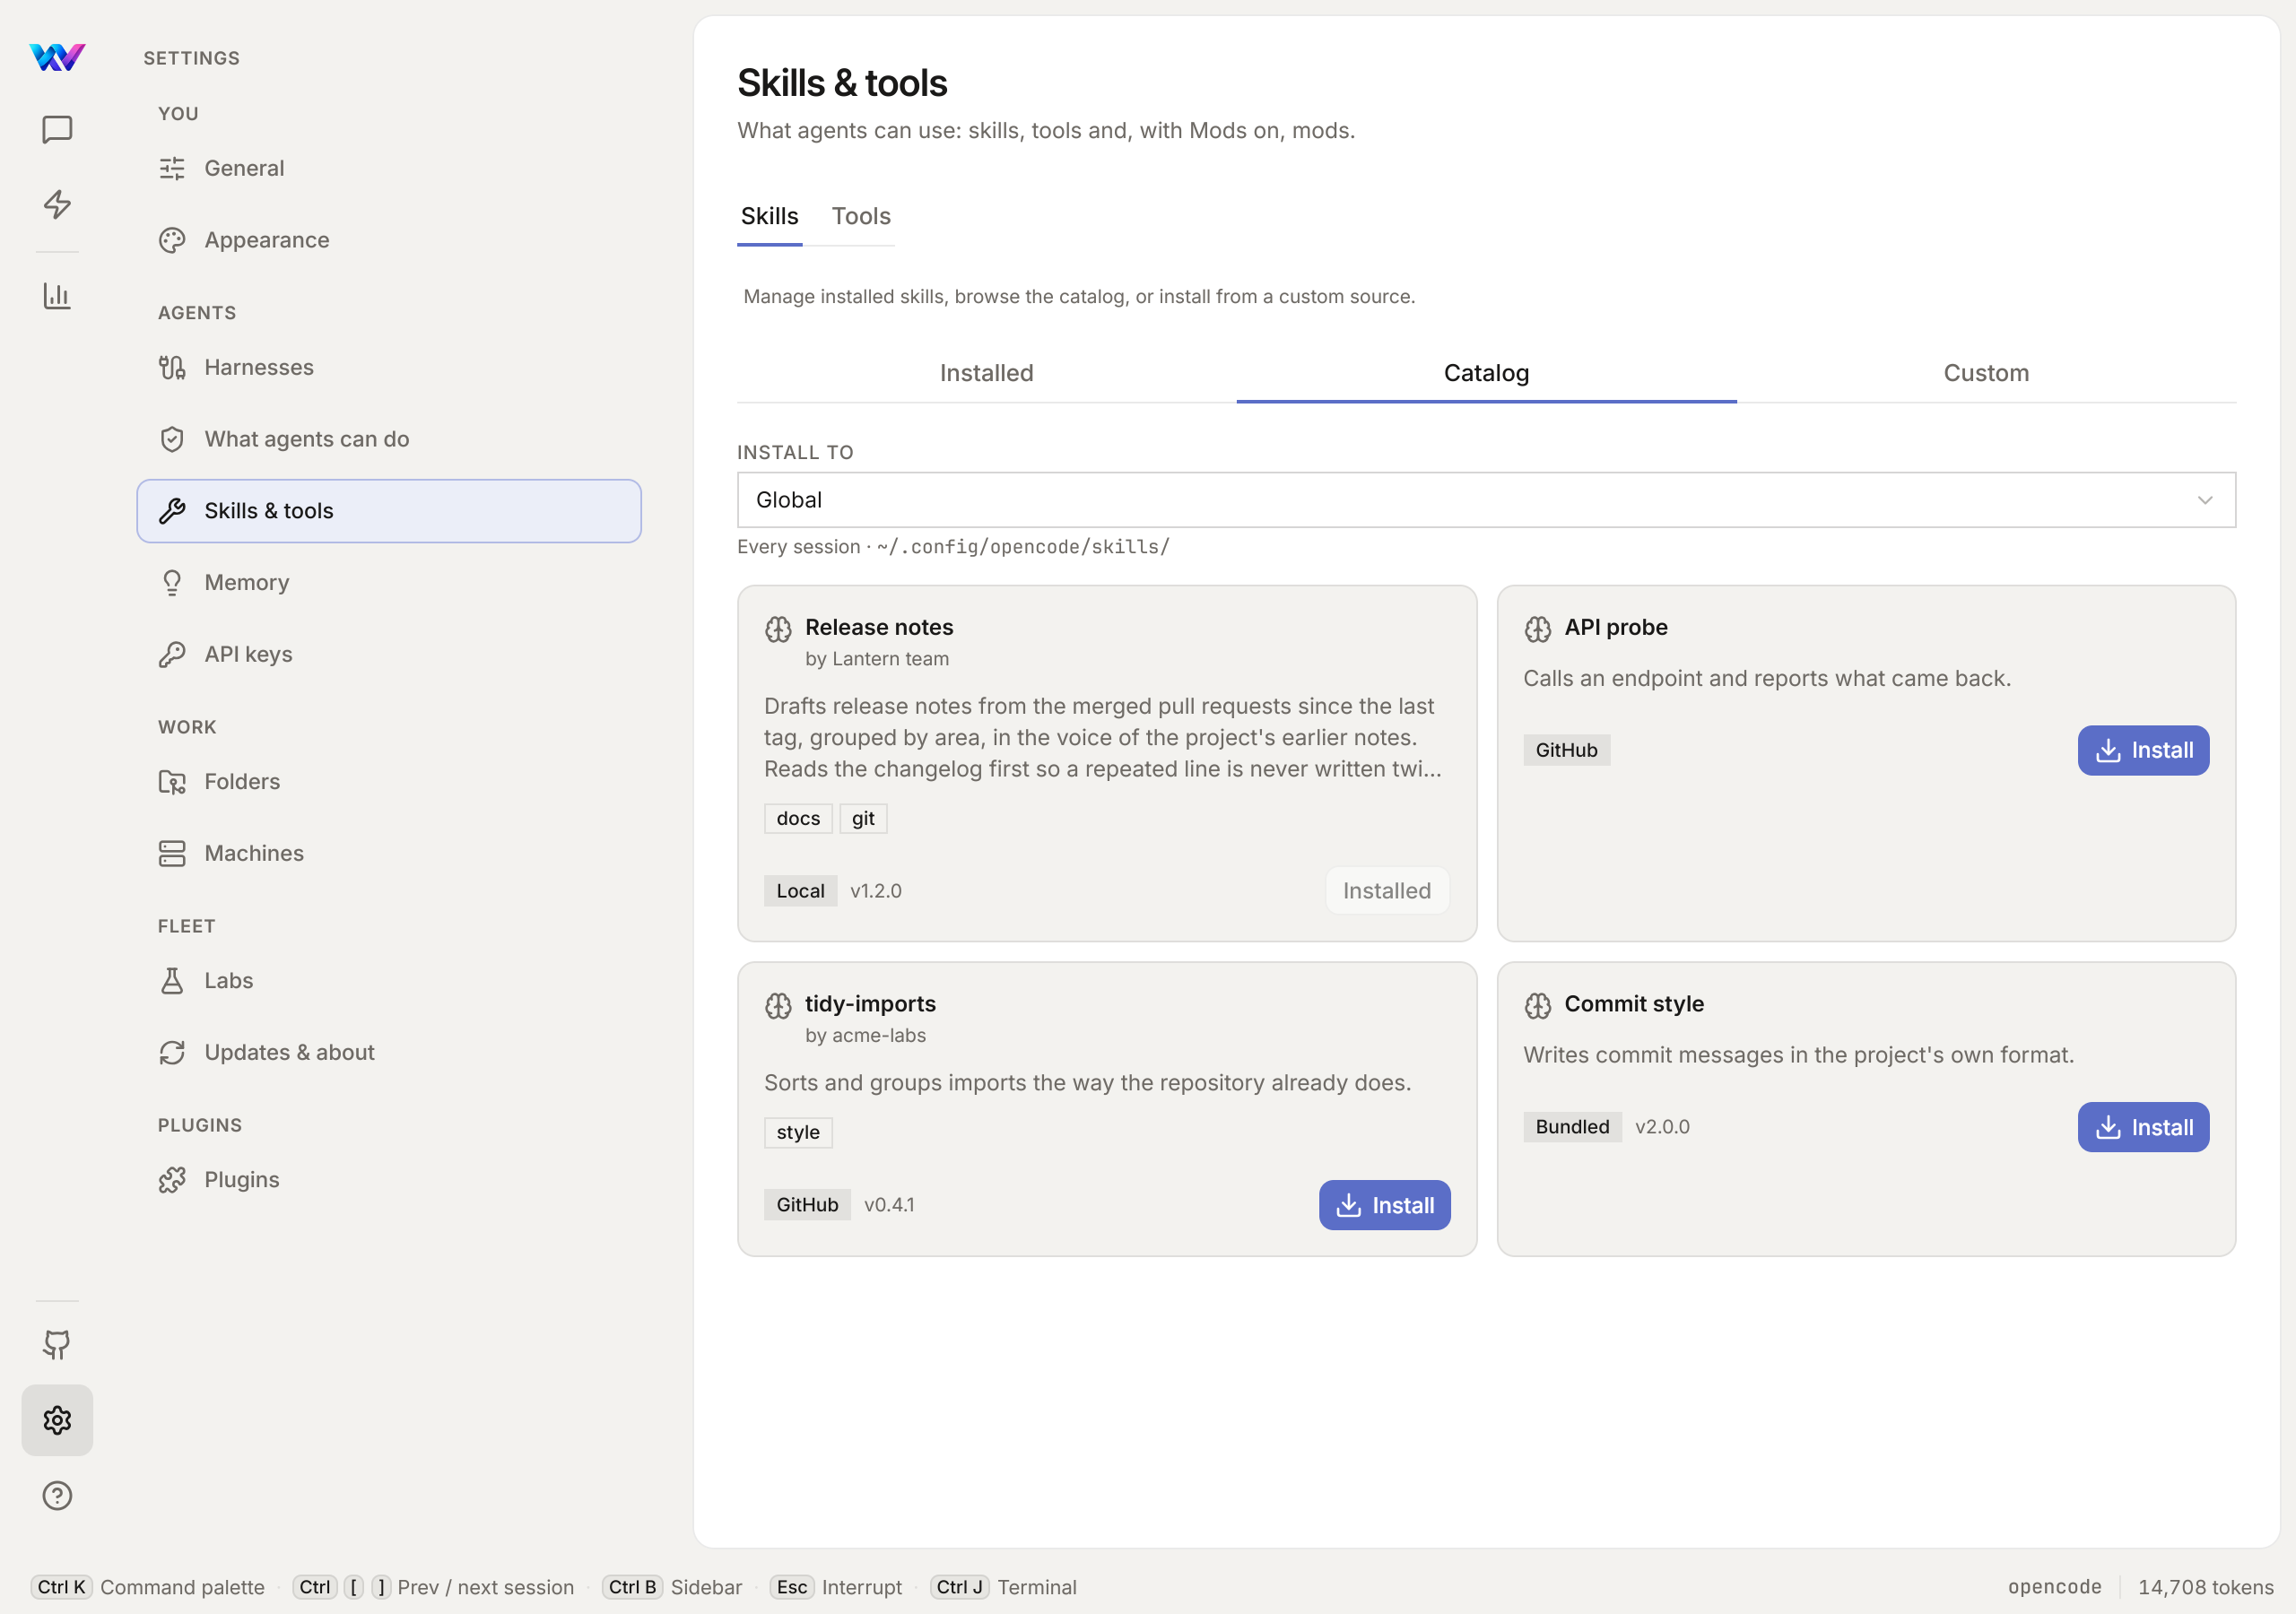 SETTINGS
YOU
General
Appearance
AGENTS
Harnesses
What agents can do
Skills & tools
Memory
API keys
WORK
Folders
Machines
FLEET
Labs
Updates & about
PLUGINS
Plugins
Skills & tools
What agents can use: skills, tools and, with Mods on, mods.
Skills Tools
Manage installed skills, browse the catalog, or install from a custom source.
Installed Catalog Custom
INSTALL TO
Global
Every session · ~/.config/opencode/skills/
Release notes
by Lantern team
Drafts release notes from the merged pull requests since the last
tag, grouped by area, in the voice of the project's earlier notes.
Reads the changelog first so a repeated line is never written twi...
docs git
Local v1.2.0 Installed
API probe
Calls an endpoint and reports what came back.
GitHub Install
tidy-imports
by acme-labs
Sorts and groups imports the way the repository already does.
style
GitHub v0.4.1 Install
Commit style
Writes commit messages in the project's own format.
Bundled v2.0.0 Install
Ctrl K Command palette · Ctrl [ ] Prev / next session · Ctrl B Sidebar · Esc Interrupt · Ctrl J Terminal
opencode 14,708 tokens